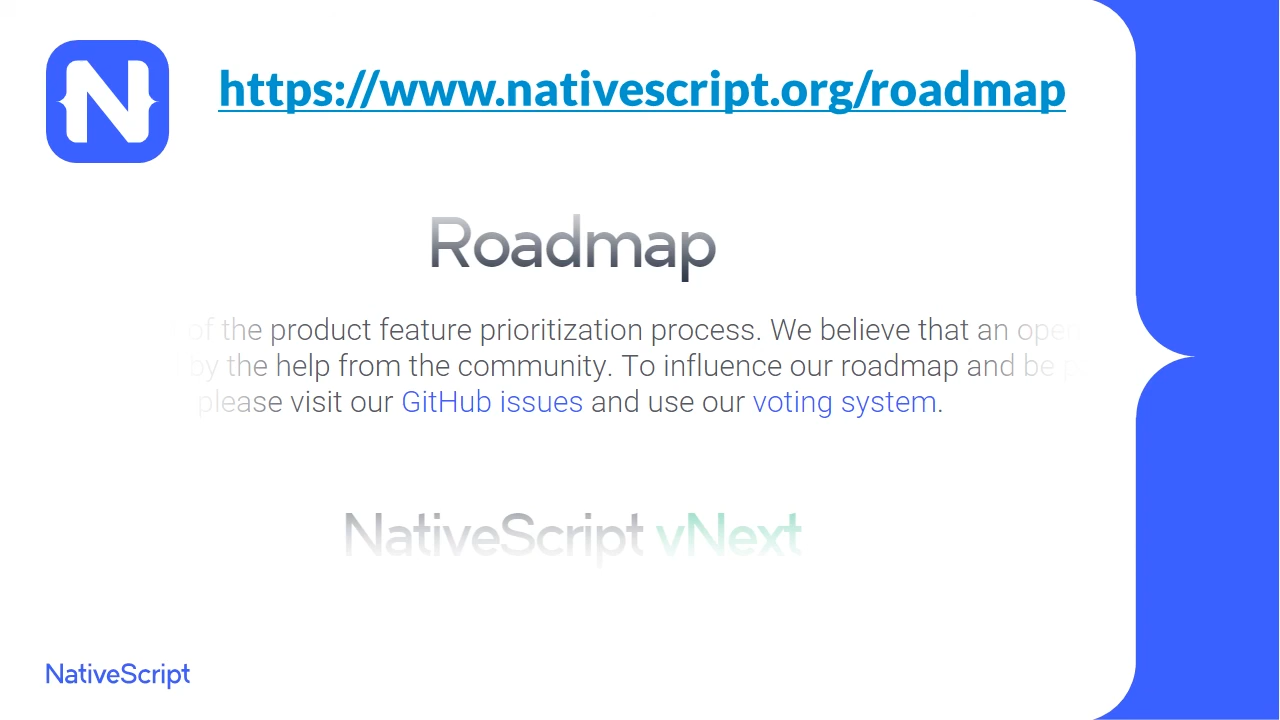 N
https://www.nativescript.org/roadmap
Roadmap
of the product feature prioritization process. We believe that an open
by the help from the community. To influence our roadmap and be
please visit our GitHub issues and use our voting system.
NativeScript vNext
NativeScript